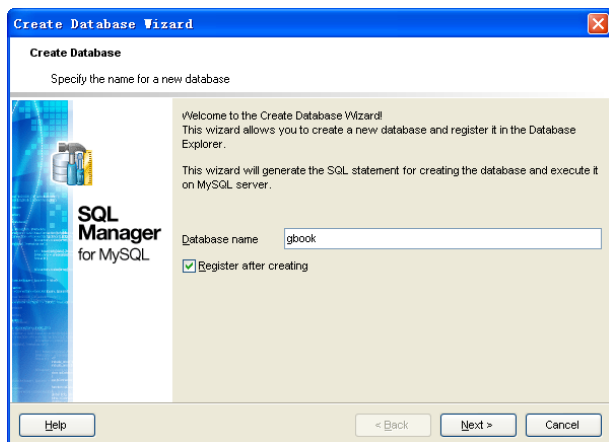 Create Database Wizard
Create Database
Specify the name for a new database
Welcome to the Create Database Wizard!
This wizard allows you to create a new database and register it in the Database
Explorer.
This wizard will generate the SQL statement for creating the database and execute it
on MySQL server.
SQL
Manager
for MySQL
Database name gbook
Register after creating
Help < Back Next > Cancel